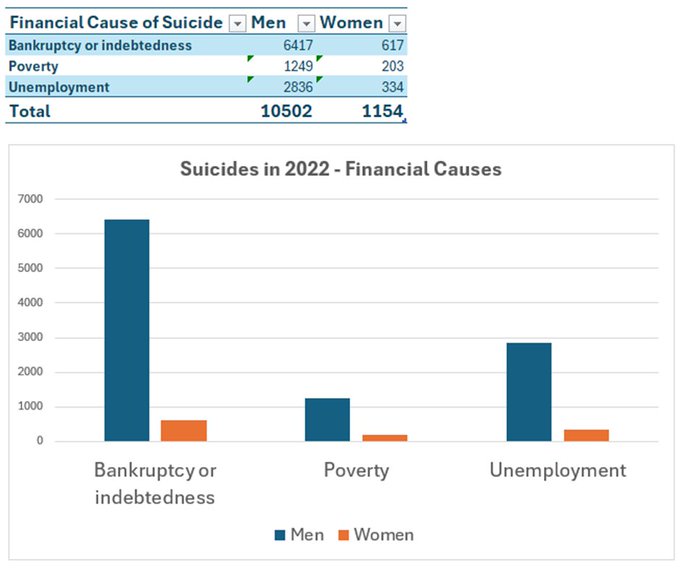 Financial Cause of Suicide Men Women
Bankruptcy or indebtedness 6417 617
Poverty 1249 203
Unemployment 2836 334
Total 10502 1154
Suicides in 2022 - Financial Causes
7000
6000
5000
4000
3000
2000
1000
0
Bankruptcy or
indebtedness
Poverty
Unemployment
Men Women